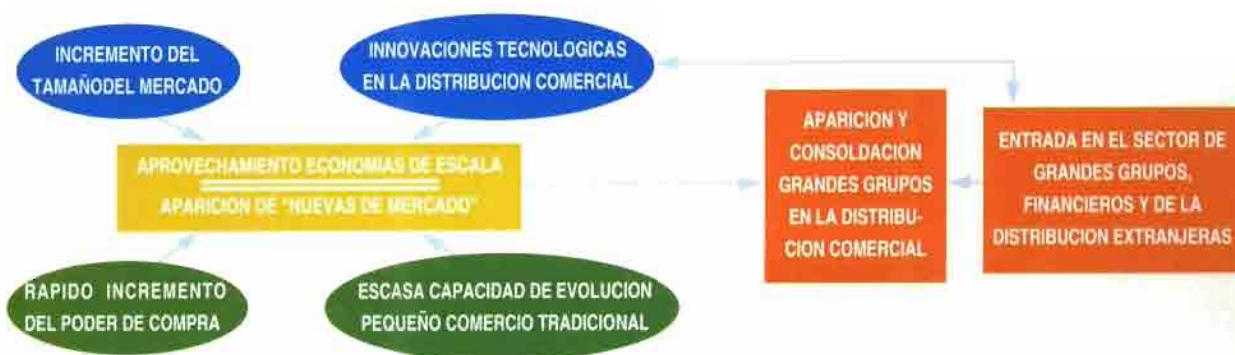 INCREMENTO DEL
TAMAÑODEL MERCADO
INNOVACIONES TECNOLOGICAS
EN LA DISTRIBUCION COMERCIAL
APROVECHAMIENTO ECONOMIAS DE ESCALA
APARICION DE "NUEVAS DE MERCADO"
RAPIDO INCREMENTO
DEL PODER DE COMPRA
ESCASA CAPACIDAD DE EVOLUCION
PEQUEÑO COMERCIO TRADICIONAL
APARICION Y
CONSOLDACION
GRANDES GRUPOS
EN LA DISTRIBU-
CION COMERCIAL
ENTRADA EN EL SECTOR DE
GRANDES GRUPOS,
FINANCIEROS Y DE LA
DISTRIBUCION EXTRANJERAS